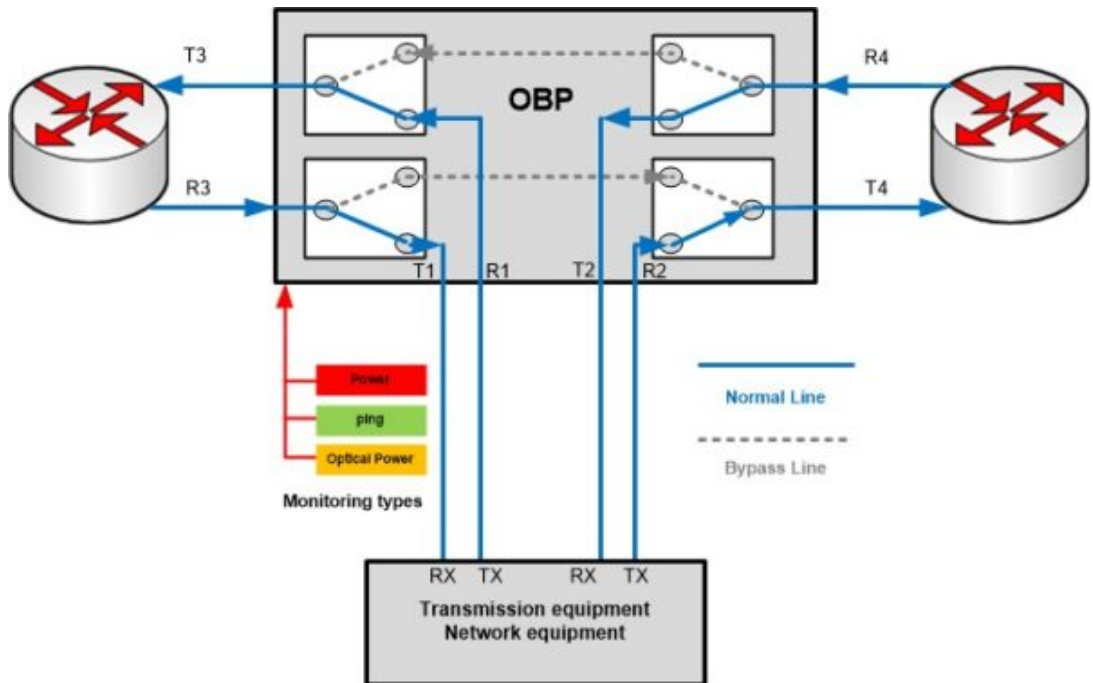 T3
R4
OBP
R3
T4
T1
R1
T2
R2
Power
ping
Optical Power
Monitoring types
Normal Line
Bypass Line
RX
TX
RX
TX
Transmission equipment
Network equipment